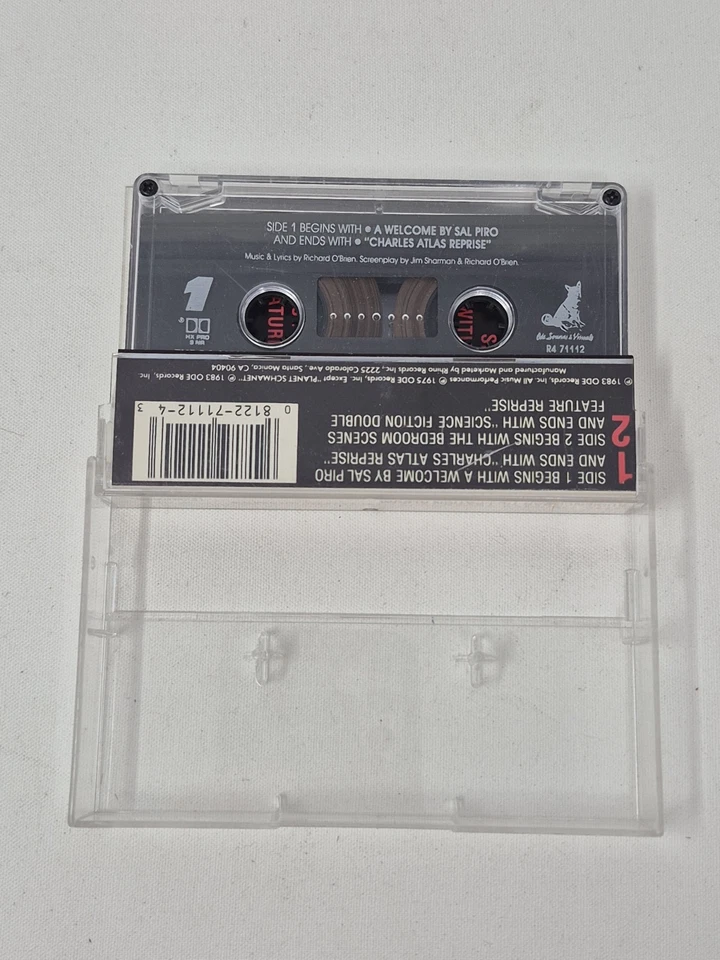 SIDE 1 BEGINS WITH • A WELCOME BY SAL PIRO
AND ENDS WITH • "CHARLES ATLAS REPRISE"
Music & Lyrics by Richard O'Brien. Screenplay by Jim Sharman & Richard O'Brien.
1
HX PRO
B NR
R4 71112
ATUR
WITH
1 SIDE 1 BEGINS WITH A WELCOME BY SAL PIRO
AND ENDS WITH "CHARLES ATLAS REPRISE"
2 SIDE 2 BEGINS WITH THE BEDROOM SCENES
AND ENDS WITH "SCIENCE FICTION DOUBLE
FEATURE REPRISE"
℗ 1983 ODE Records, Inc. All Music Performances ℗ 1975 ODE Records, Inc. Except "PLANET SCHMANET" ℗ 1983 ODE Records, Inc.
Manufactured and Marketed by Rhino Records Inc., 2225 Colorado Ave., Santa Monica, CA 90404
0 8122-71112-4 3